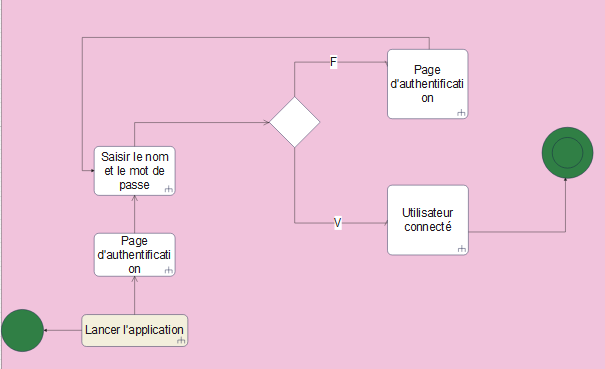 F
Page
d'authentificati
on
Saisir le nom
et le mot de
passe
V
Utilisateur
connecté
Page
d'authentificati
on
Lancer l'application